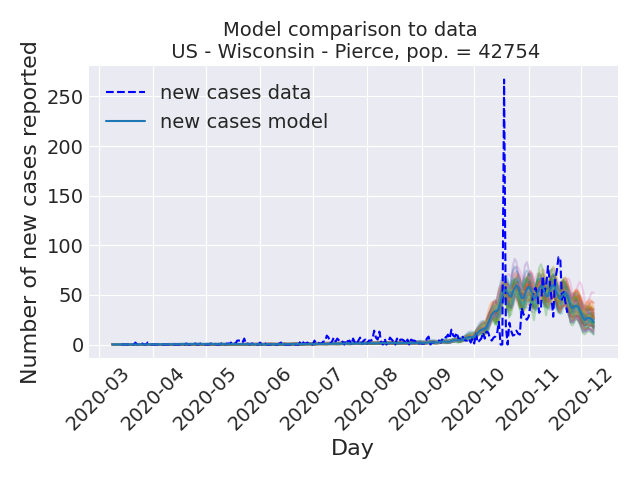 Model comparison to data
US - Wisconsin - Pierce, pop. = 42754
Number of new cases reported
250
200
150
100
50
0
new cases data
new cases model
2020-03
2020-04
2020-05
2020-06
2020-07
2020-08
2020-09
2020-10
2020-11
2020-12
Day